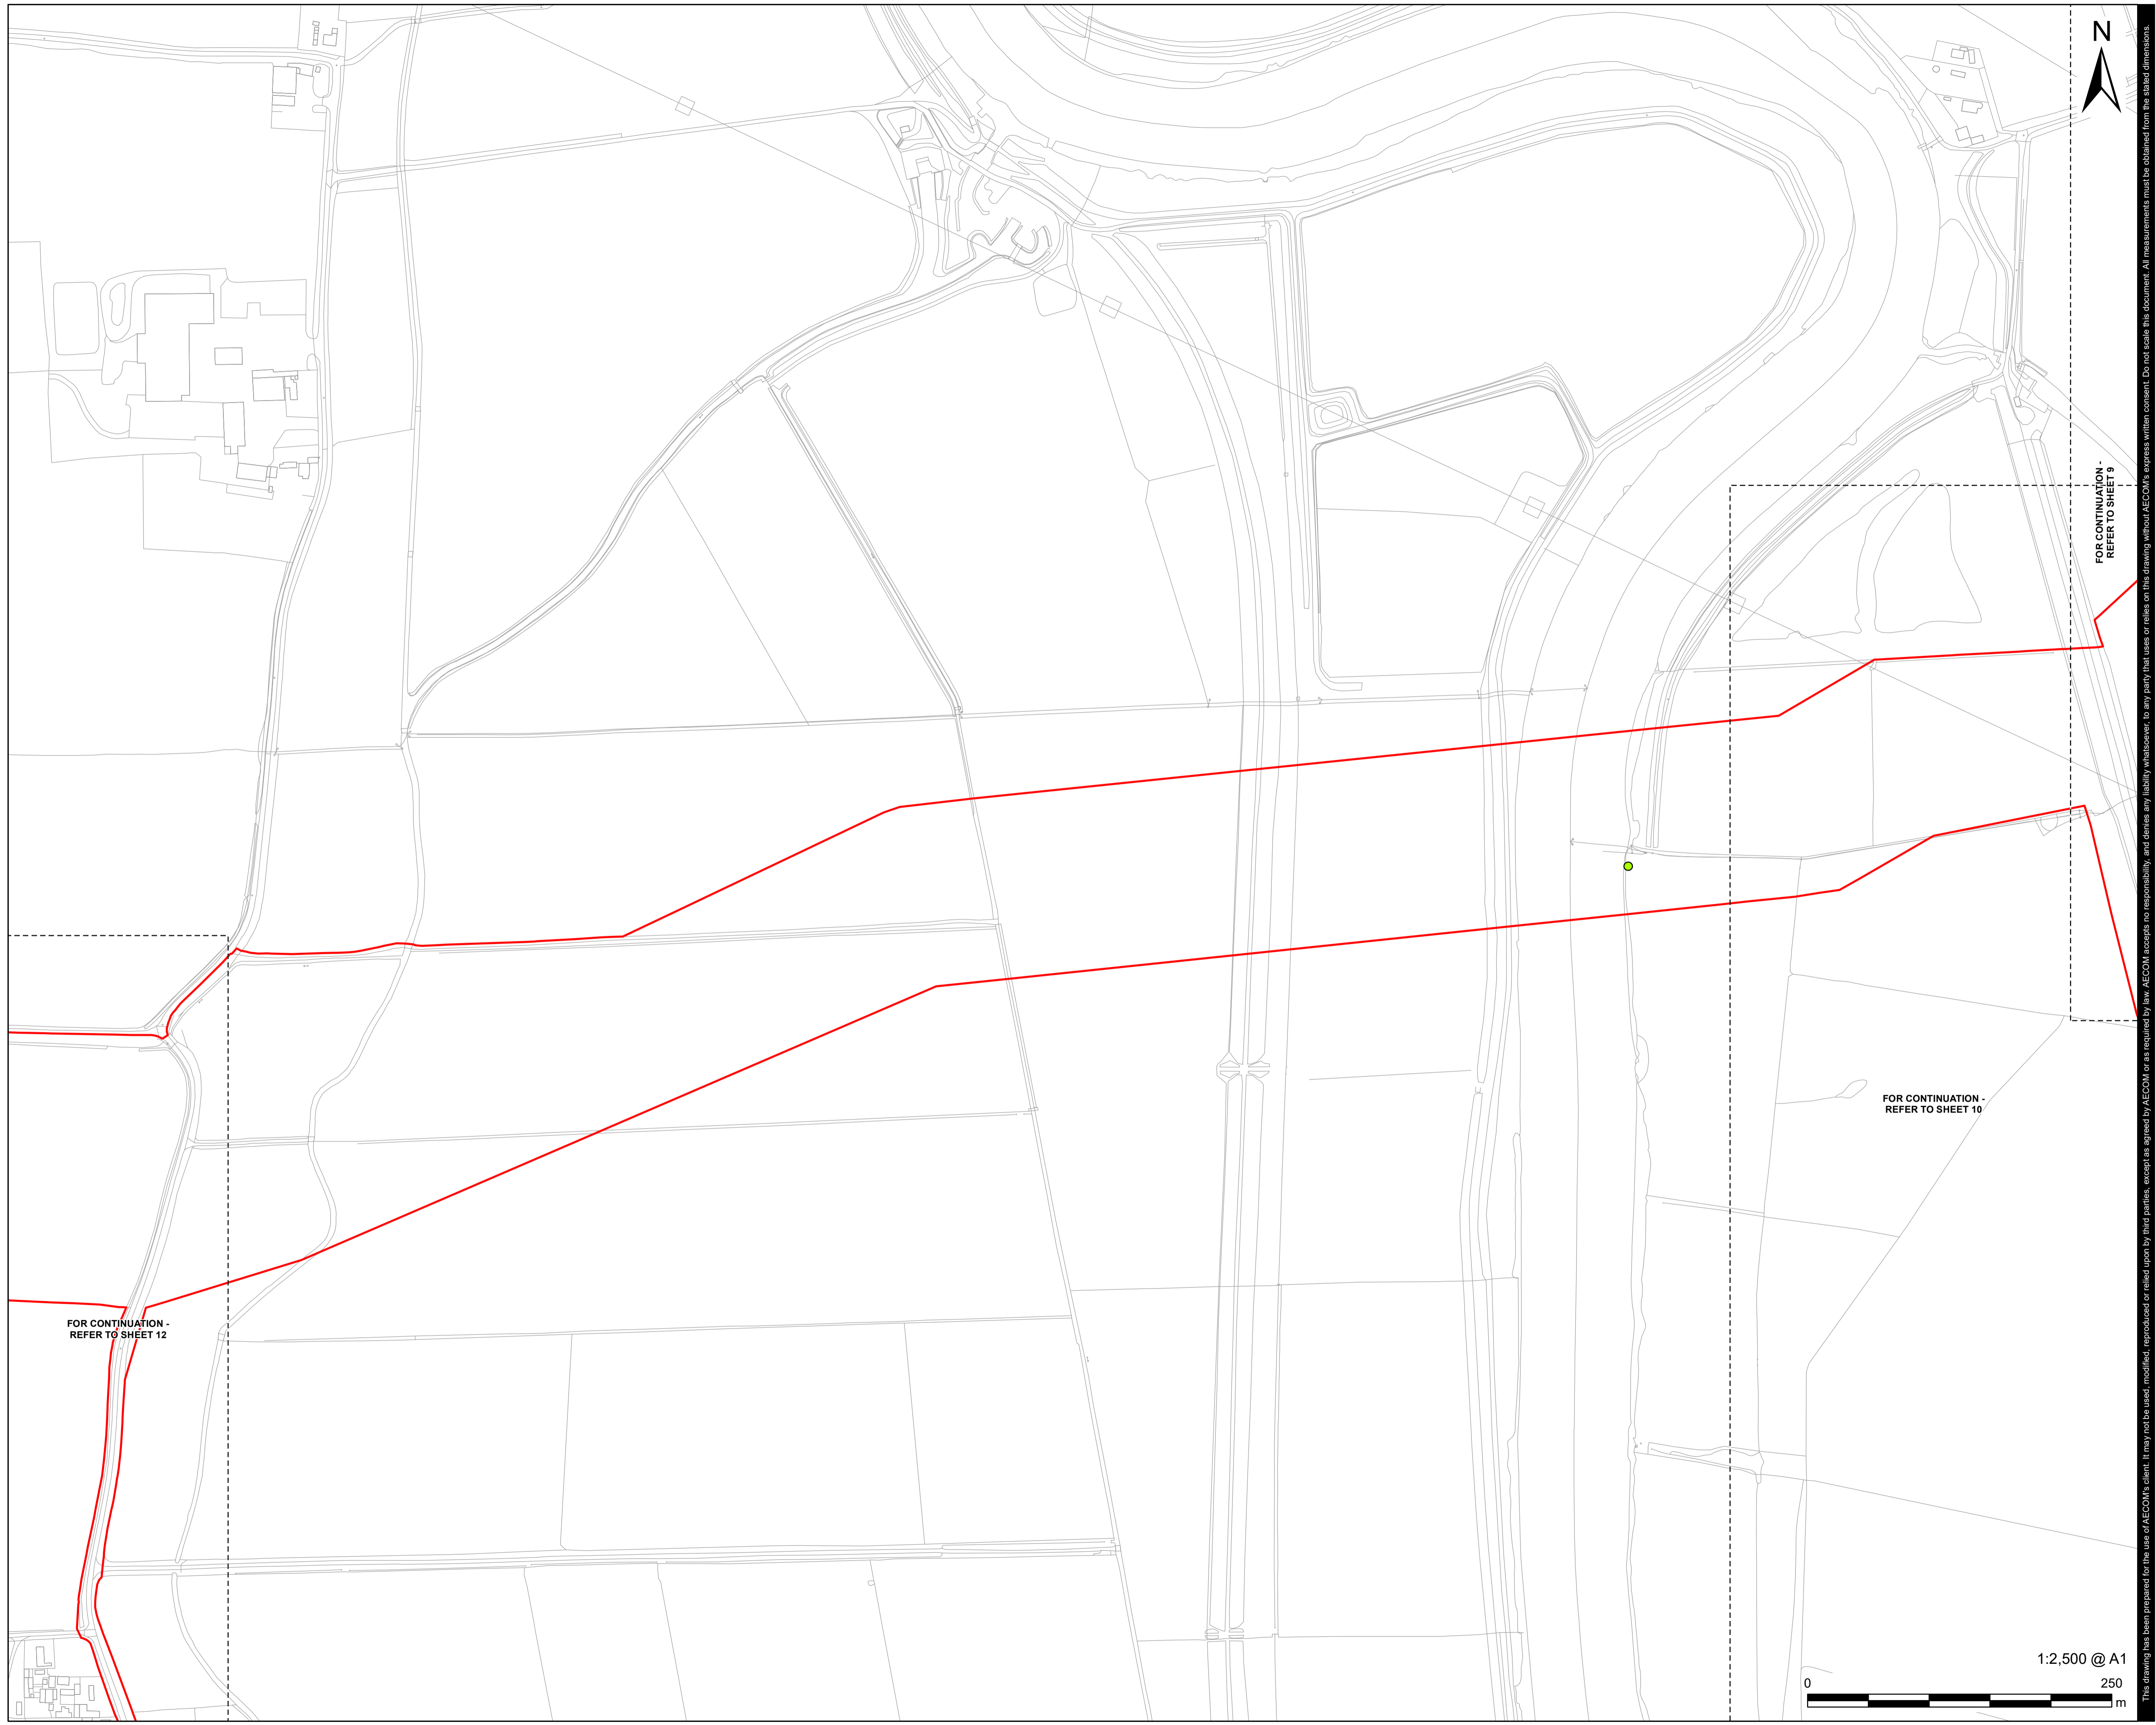 N
FOR CONTINUATION -
REFER TO SHEET 9
FOR CONTINUATION -
REFER TO SHEET 10
FOR CONTINUATION -
REFER TO SHEET 12
1:2,500 @ A1
0 250
m
This drawing has been prepared for the use of AECOM's client. It may not be used, modified, reproduced or relied upon by third parties, except as agreed by AECOM or as required by law. AECOM accepts no responsibility, and denies any liability whatsoever, to any party that uses or relies on this drawing without AECOM's express written consent. Do not scale this document. All measurements must be obtained from the stated dimensions.